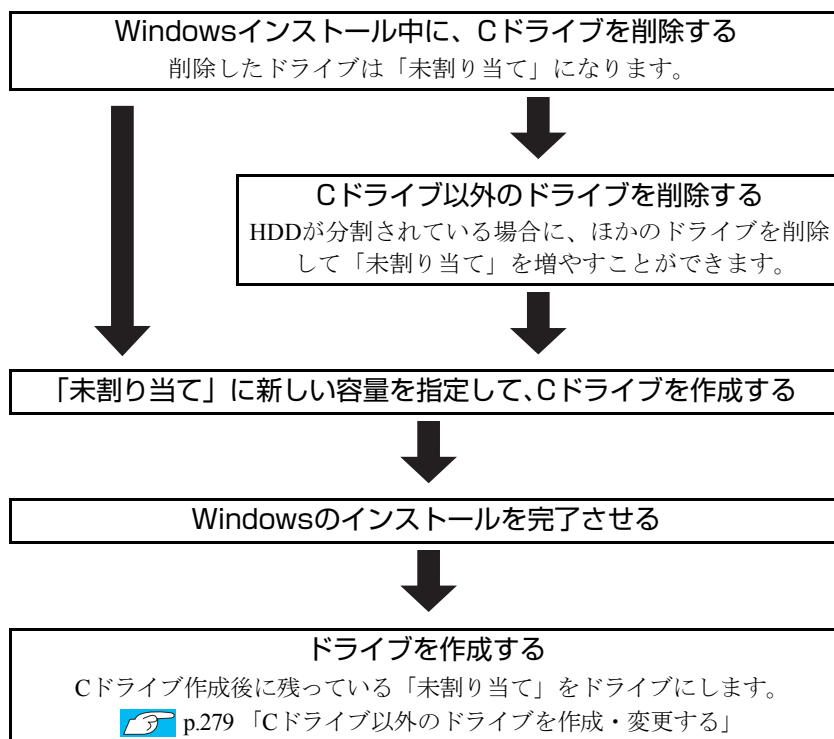 Windowsインストール中に、Cドライブを削除する
削除したドライブは「未割り当て」になります。
Cドライブ以外のドライブを削除する
HDDが分割されている場合に、ほかのドライブを削除
して「未割り当て」を増やすことができます。
「未割り当て」に新しい容量を指定して、Cドライブを作成する
Windowsのインストールを完了させる
ドライブを作成する
Cドライブ作成後に残っている「未割り当て」をドライブにします。
p.279 「Cドライブ以外のドライブを作成・変更する」